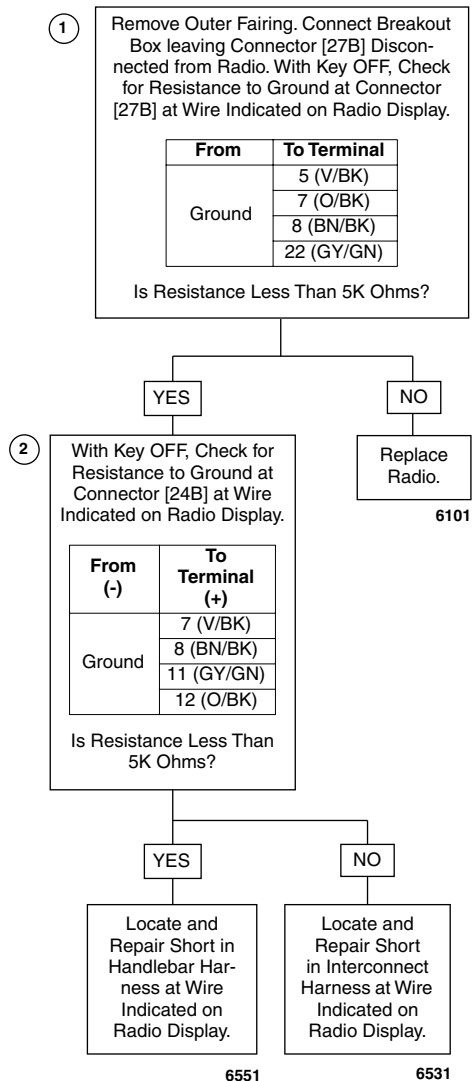 1
Remove Outer Fairing. Connect Breakout
Box leaving Connector [27B] Discon-
nected from Radio. With Key OFF, Check
for Resistance to Ground at Connector
[27B] at Wire Indicated on Radio Display.
From To Terminal
Ground
5 (V/BK)
7 (O/BK)
8 (BN/BK)
22 (GY/GN)
Is Resistance Less Than 5K Ohms?
YES
NO
Replace
Radio.
6101
2
With Key OFF, Check for
Resistance to Ground at
Connector [24B] at Wire
Indicated on Radio Display.
From
(-)
To
Terminal
(+)
Ground
7 (V/BK)
8 (BN/BK)
11 (GY/GN)
12 (O/BK)
Is Resistance Less Than
5K Ohms?
YES
NO
Locate and
Repair Short in
Handlebar Har-
ness at Wire
Indicated on
Radio Display.
6551
Locate and
Repair Short
in Interconnect
Harness at Wire
Indicated on
Radio Display.
6531